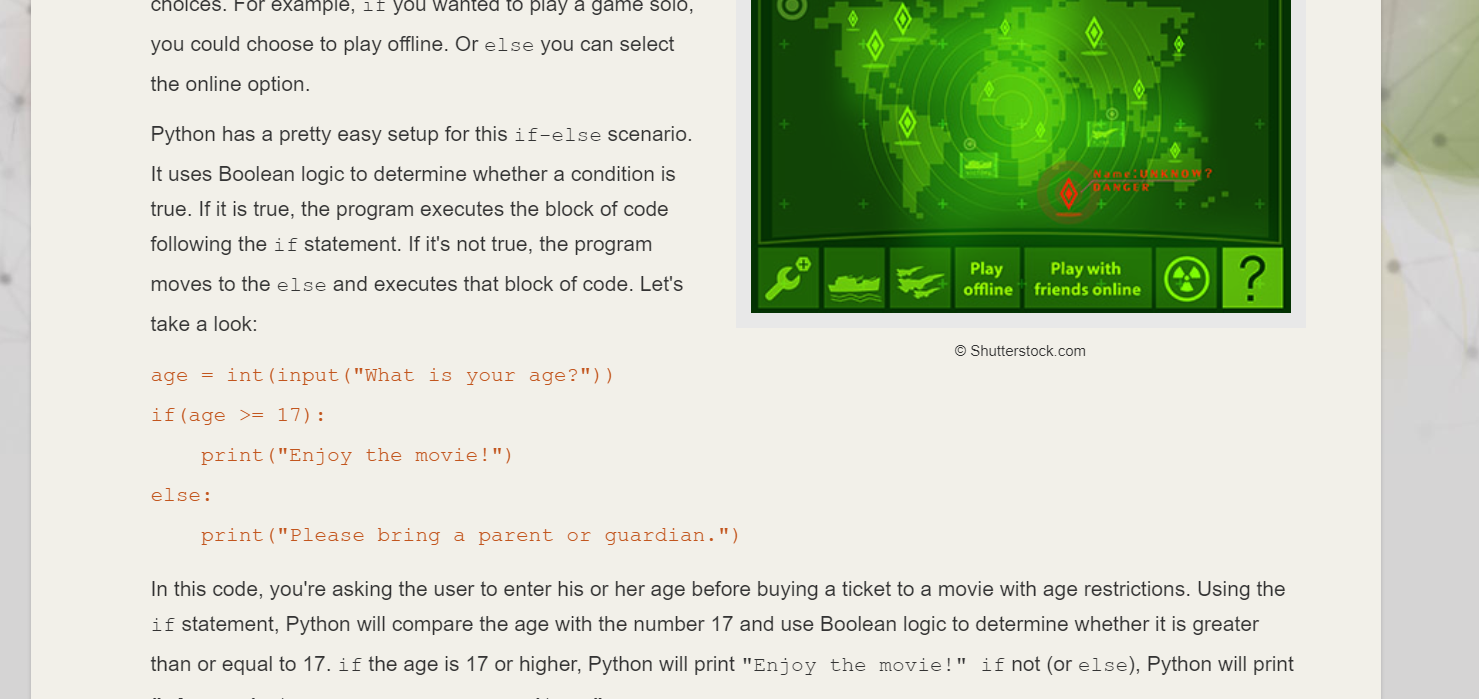 choices. For example, if you wanted to play a game solo,
you could choose to play offline. Or else you can select
the online option.
Python has a pretty easy setup for this if-else scenario.
It uses Boolean logic to determine whether a condition is
true. If it is true, the program executes the block of code
following the if statement. If it's not true, the program
moves to the else and executes that block of code. Let's
take a look:
Name:UNKNOW?
DANGER
Play
offline
Play with
friends online
?
© Shutterstock.com
age = int(input("What is your age?"))
if(age >= 17):
    print("Enjoy the movie!")
else:
    print("Please bring a parent or guardian.")
In this code, you're asking the user to enter his or her age before buying a ticket to a movie with age restrictions. Using the
if statement, Python will compare the age with the number 17 and use Boolean logic to determine whether it is greater
than or equal to 17. if the age is 17 or higher, Python will print "Enjoy the movie!" if not (or else), Python will print